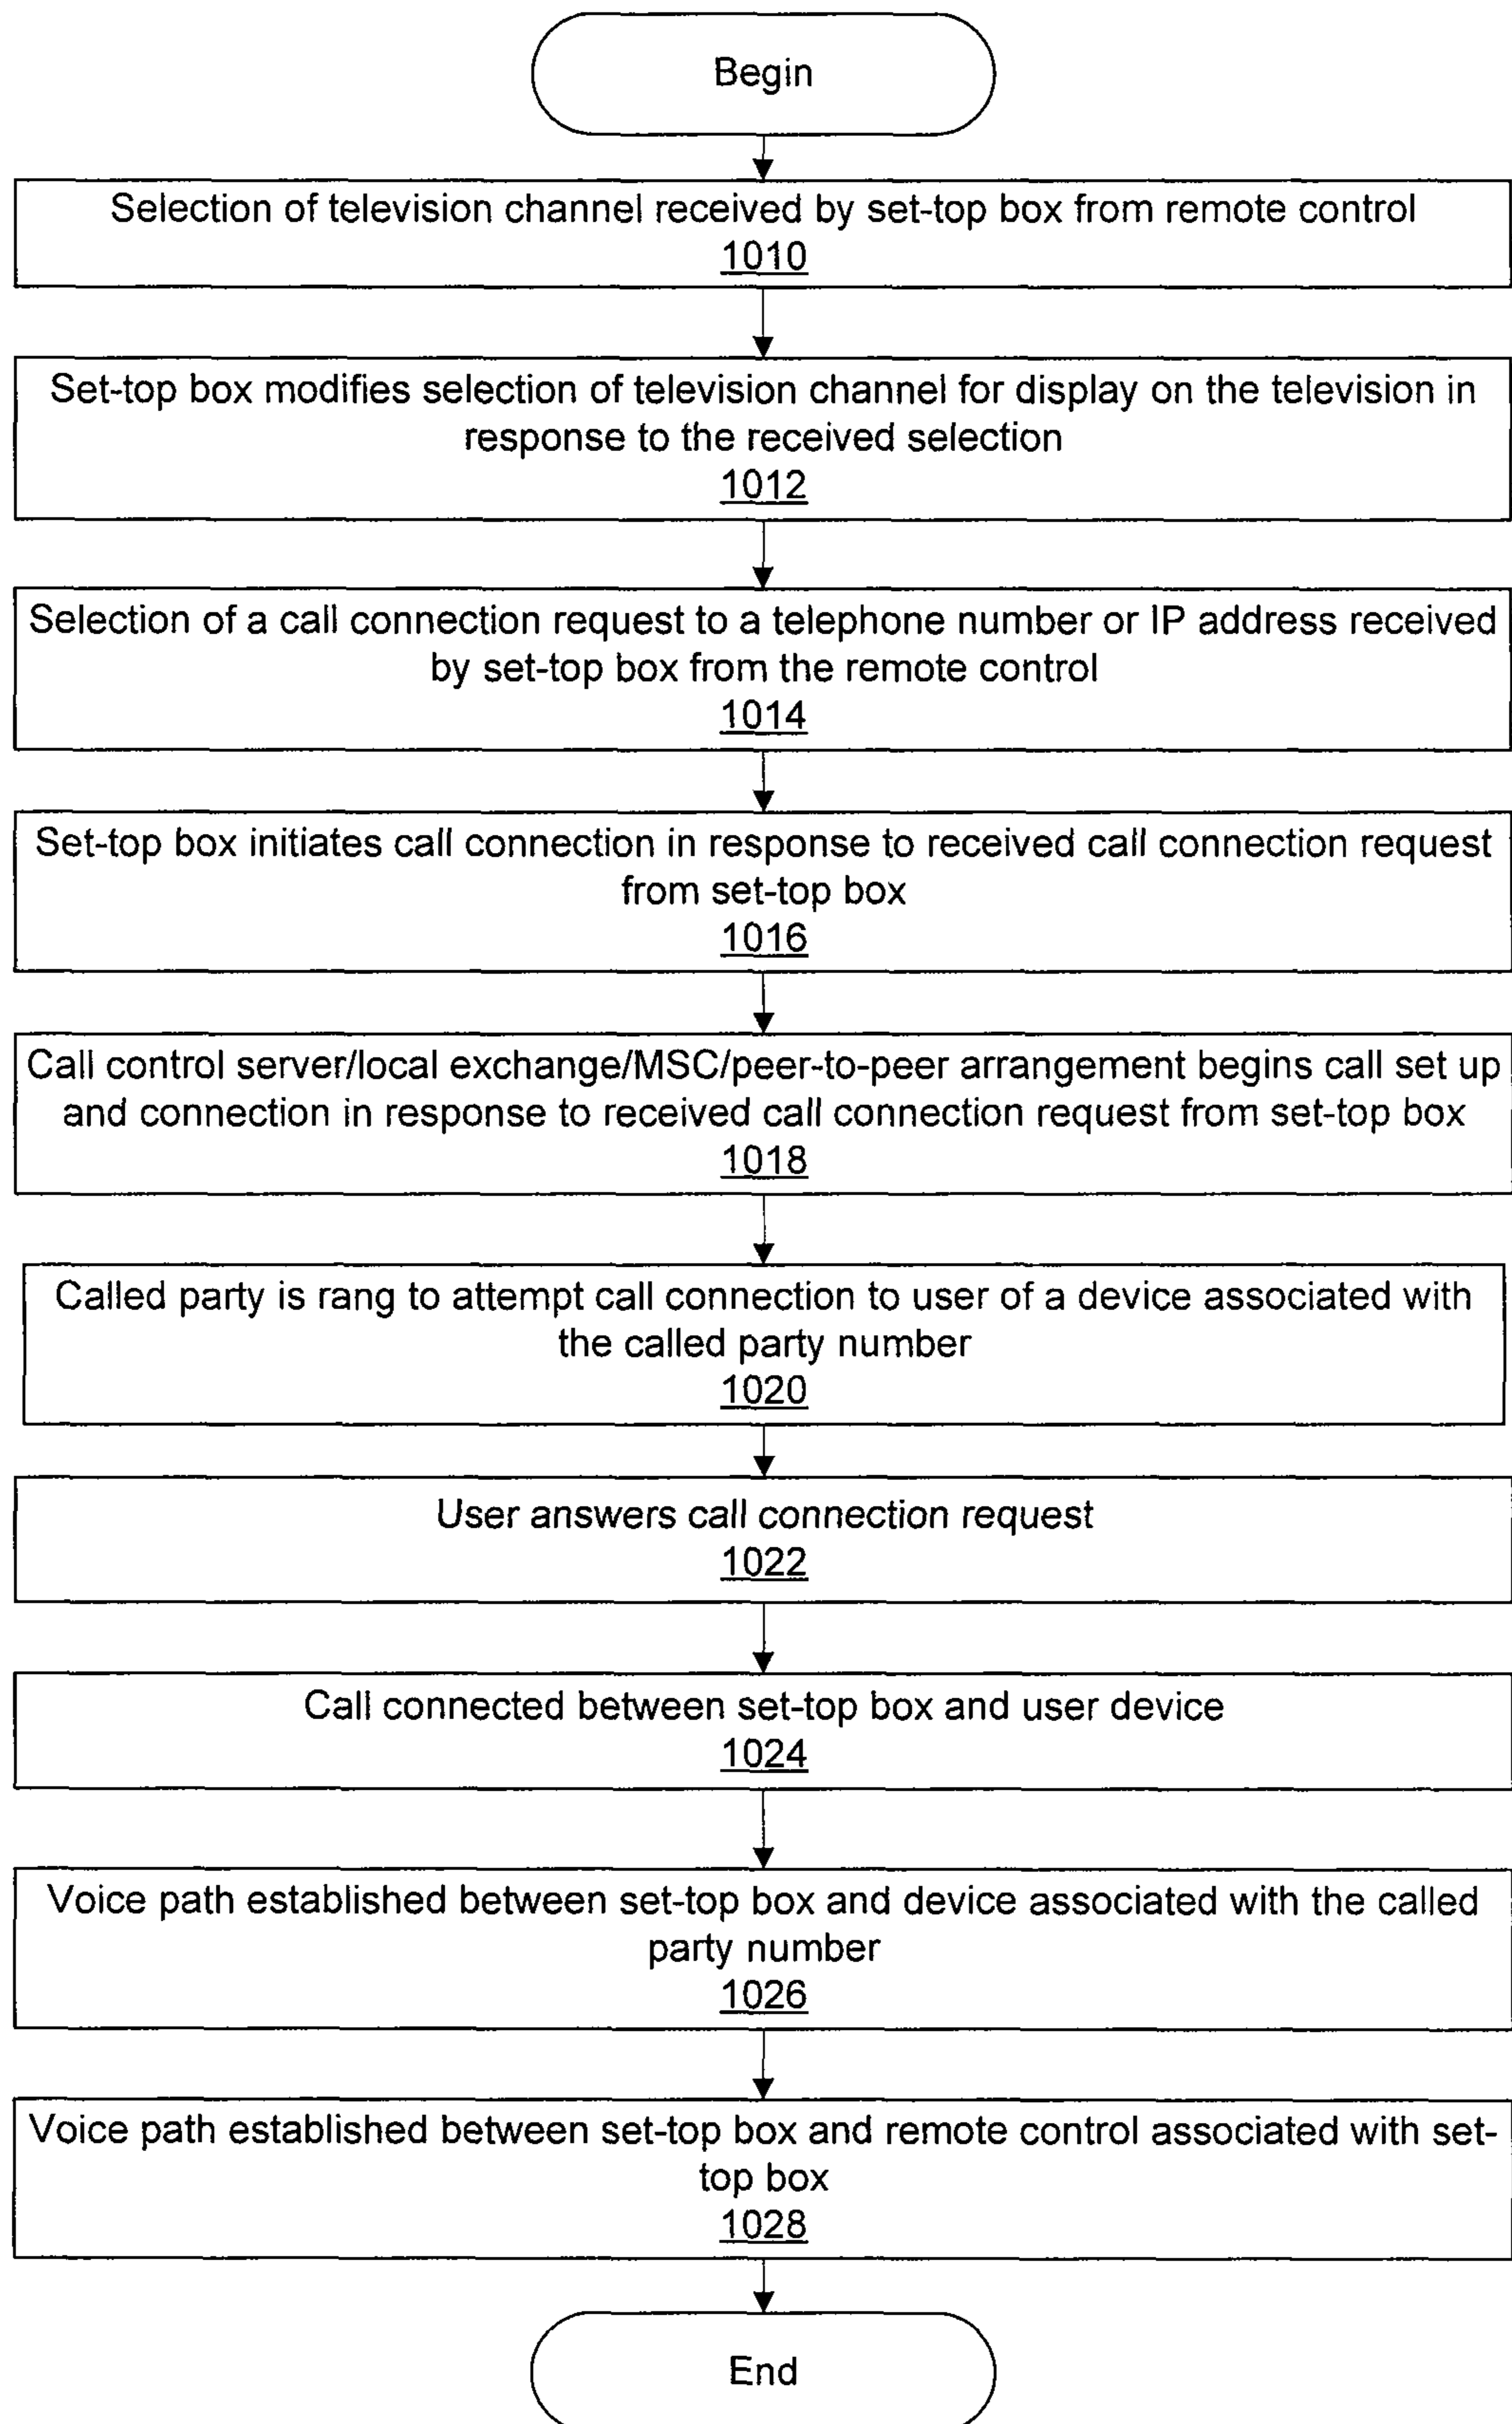 Begin
Selection of television channel received by set-top box from remote control
1010
Set-top box modifies selection of television channel for display on the television in
response to the received selection
1012
Selection of a call connection request to a telephone number or IP address received
by set-top box from the remote control
1014
Set-top box initiates call connection in response to received call connection request
from set-top box
1016
Call control server/local exchange/MSC/peer-to-peer arrangement begins call set up
and connection in response to received call connection request from set-top box
1018
Called party is rang to attempt call connection to user of a device associated with
the called party number
1020
User answers call connection request
1022
Call connected between set-top box and user device
1024
Voice path established between set-top box and device associated with the called
party number
1026
Voice path established between set-top box and remote control associated with set-
top box
1028
End